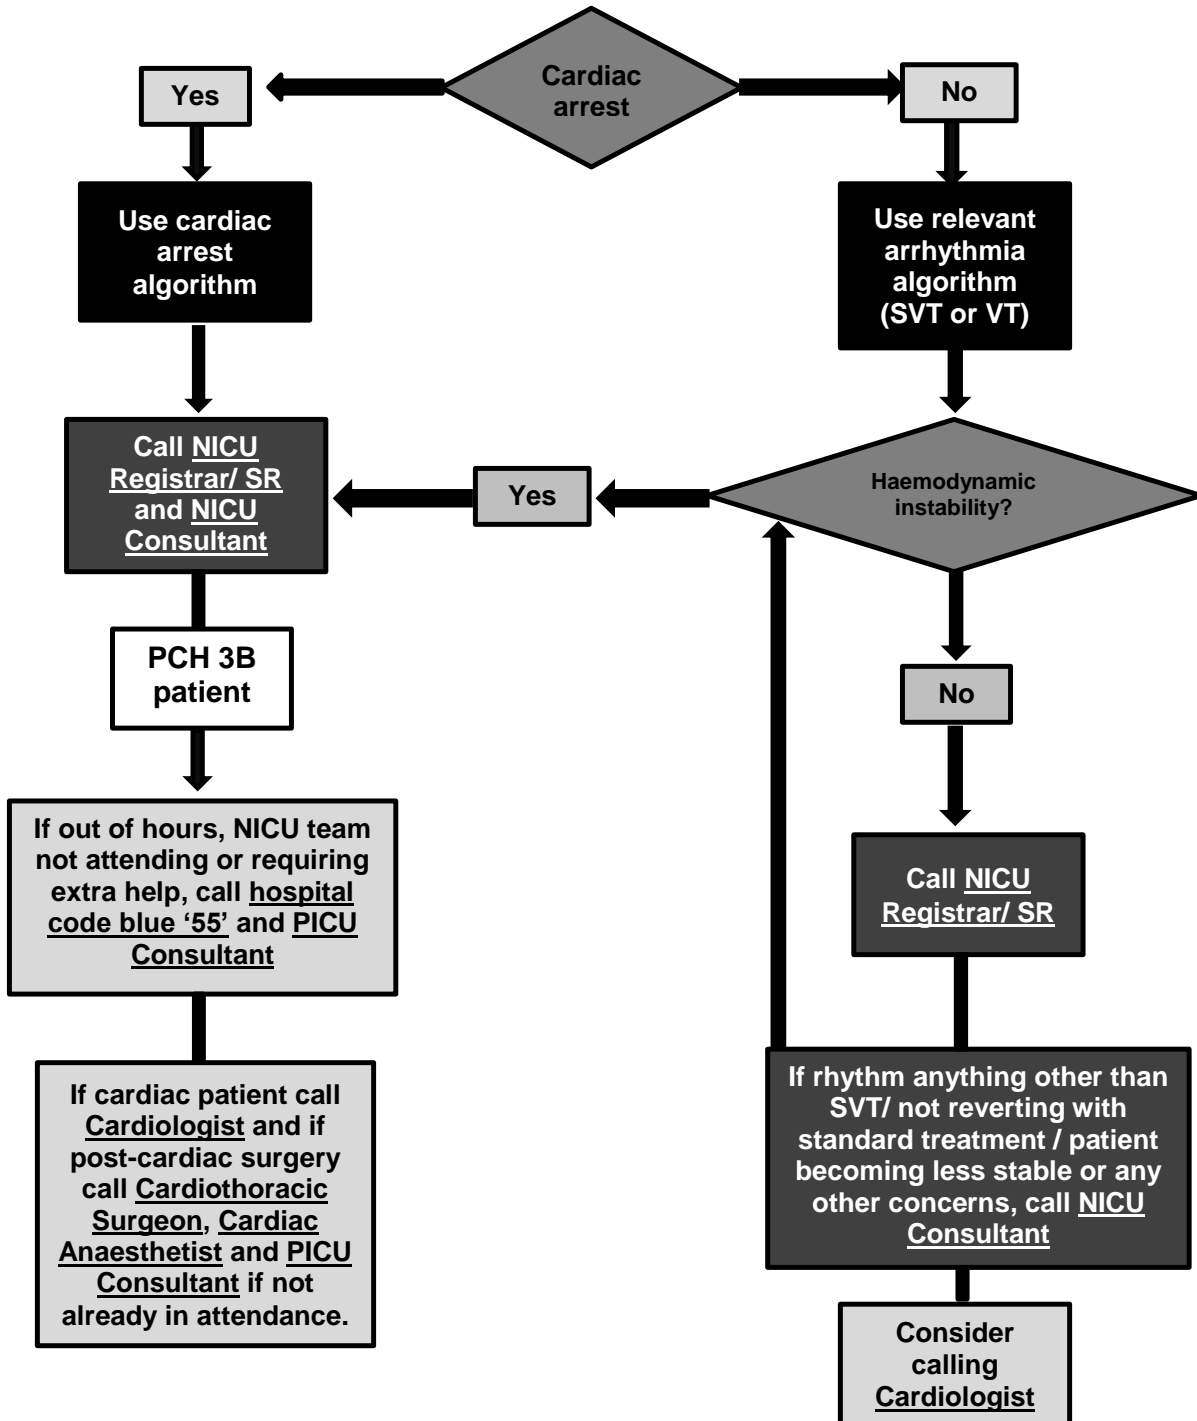 Cardiac
arrest
Yes
No
Use cardiac
arrest
algorithm
Use relevant
arrhythmia
algorithm
(SVT or VT)
Call NICU
Registrar/ SR
and NICU
Consultant
Yes
Haemodynamic
instability?
PCH 3B
patient
No
If out of hours, NICU team
not attending or requiring
extra help, call hospital
code blue ‘55’ and PICU
Consultant
Call NICU
Registrar/ SR
If cardiac patient call
Cardiologist and if
post-cardiac surgery
call Cardiothoracic
Surgeon, Cardiac
Anaesthetist and PICU
Consultant if not
already in attendance.
If rhythm anything other than
SVT/ not reverting with
standard treatment / patient
becoming less stable or any
other concerns, call NICU
Consultant
Consider
calling
Cardiologist